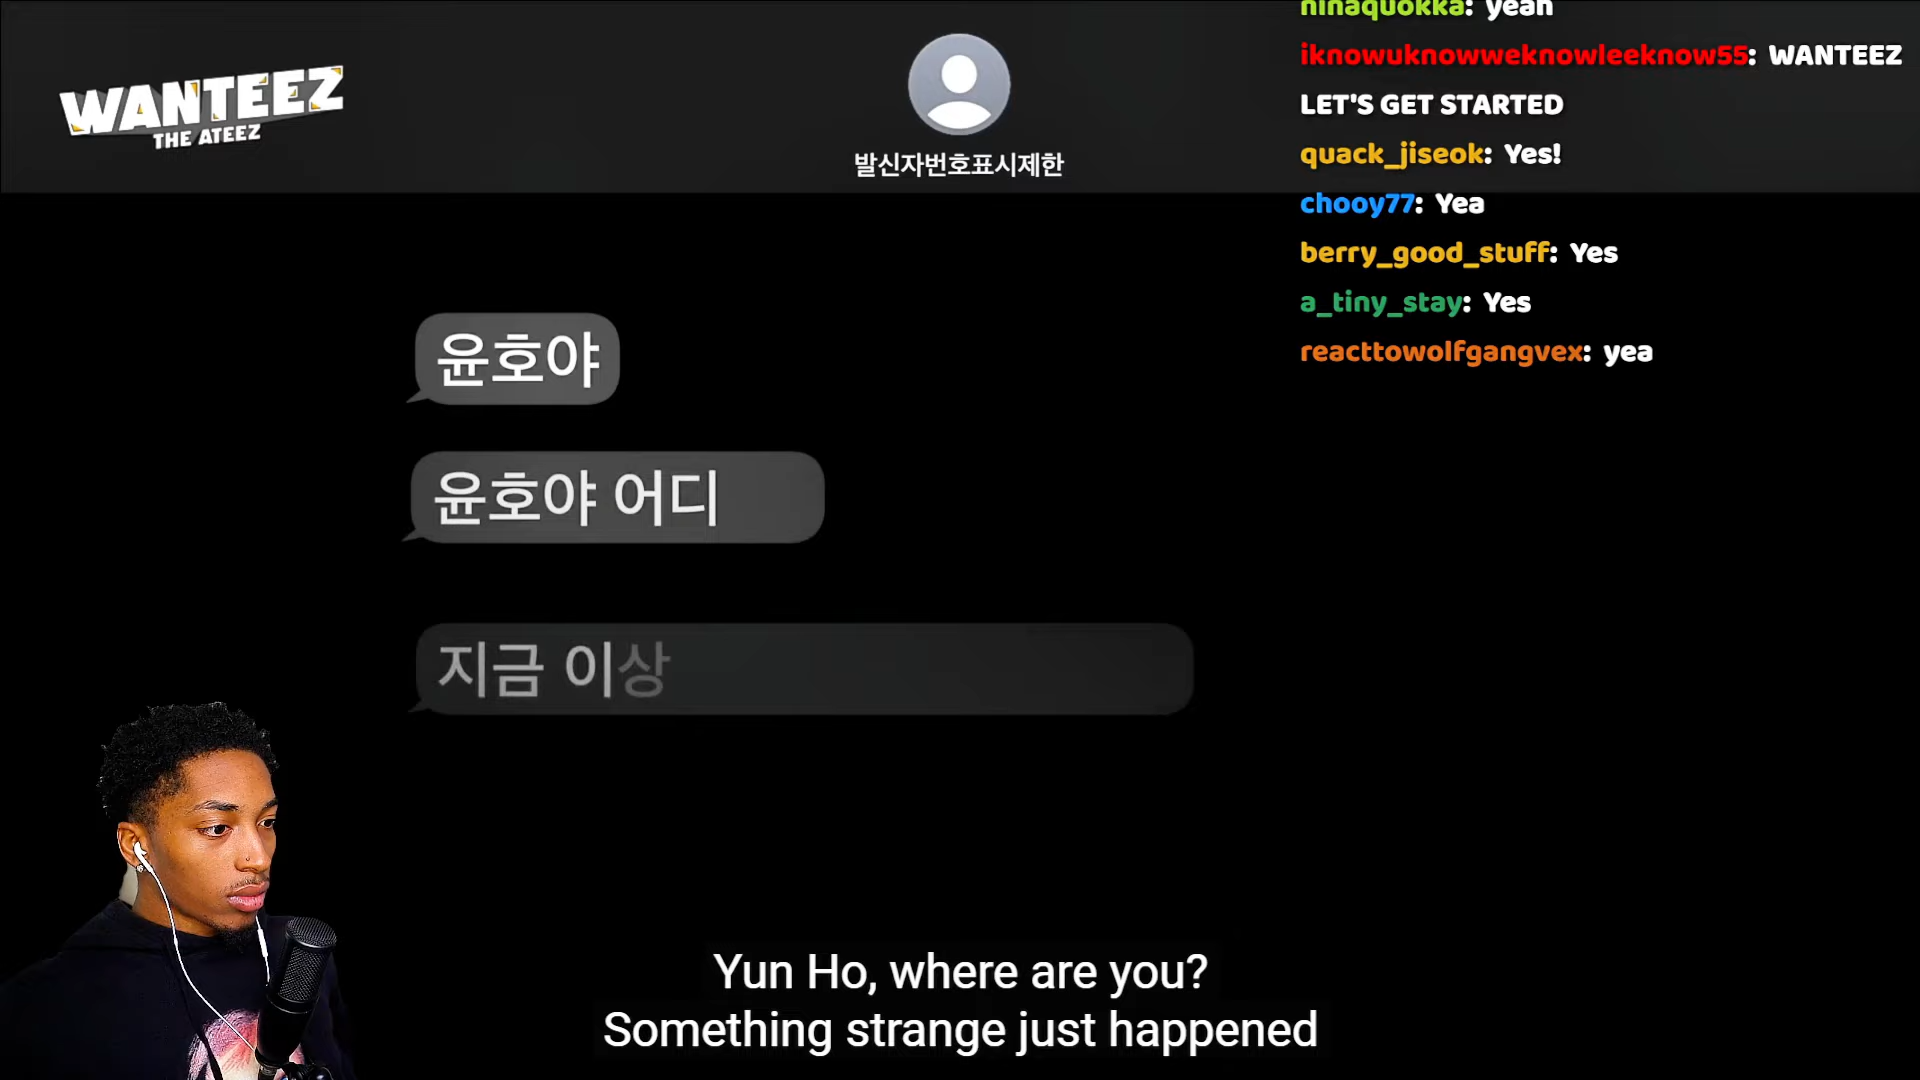 WANTEEZ
THE ATEEZ
발신자번호표시제한
윤호야
윤호야 어디
지금 이상
Yun Ho, where are you?
Something strange just happened
ninaquokka: yeah
iknowuknowweknowleeknow55: WANTEEZ
LET'S GET STARTED
quack_jiseok: Yes!
chooy77: Yea
berry_good_stuff: Yes
a_tiny_stay: Yes
reacttowolfgangvex: yea